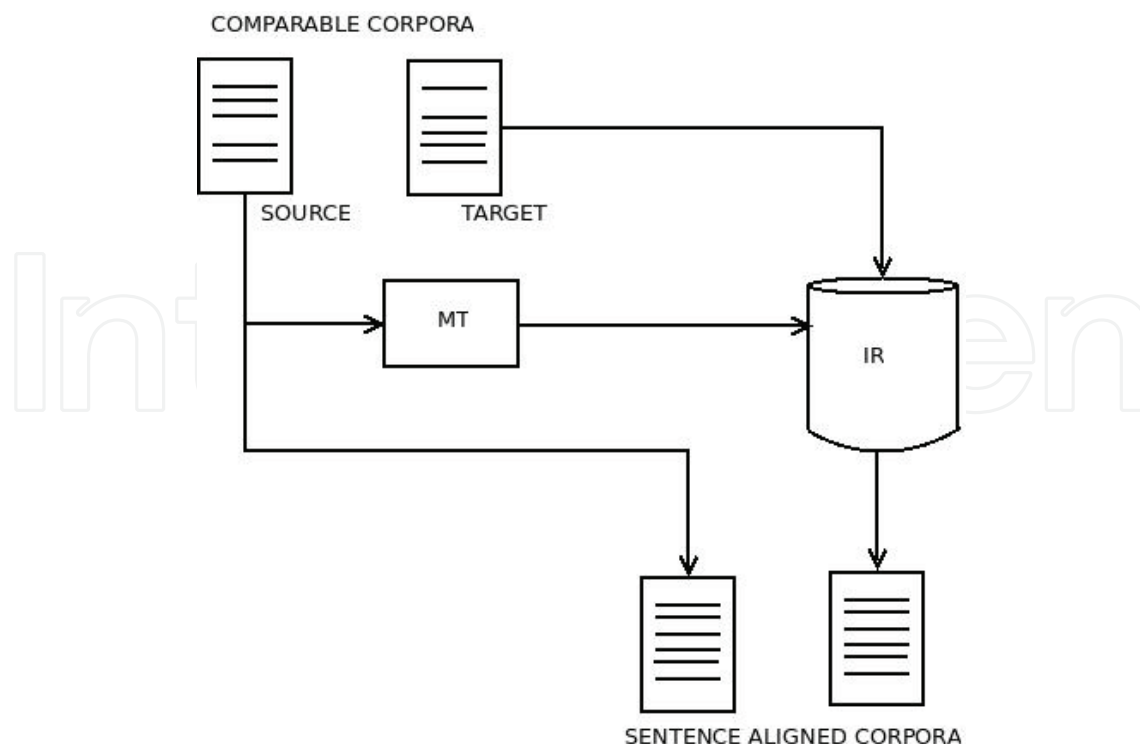 COMPARABLE CORPORA
SOURCE
TARGET
MT
IR
SENTENCE ALIGNED CORPORA